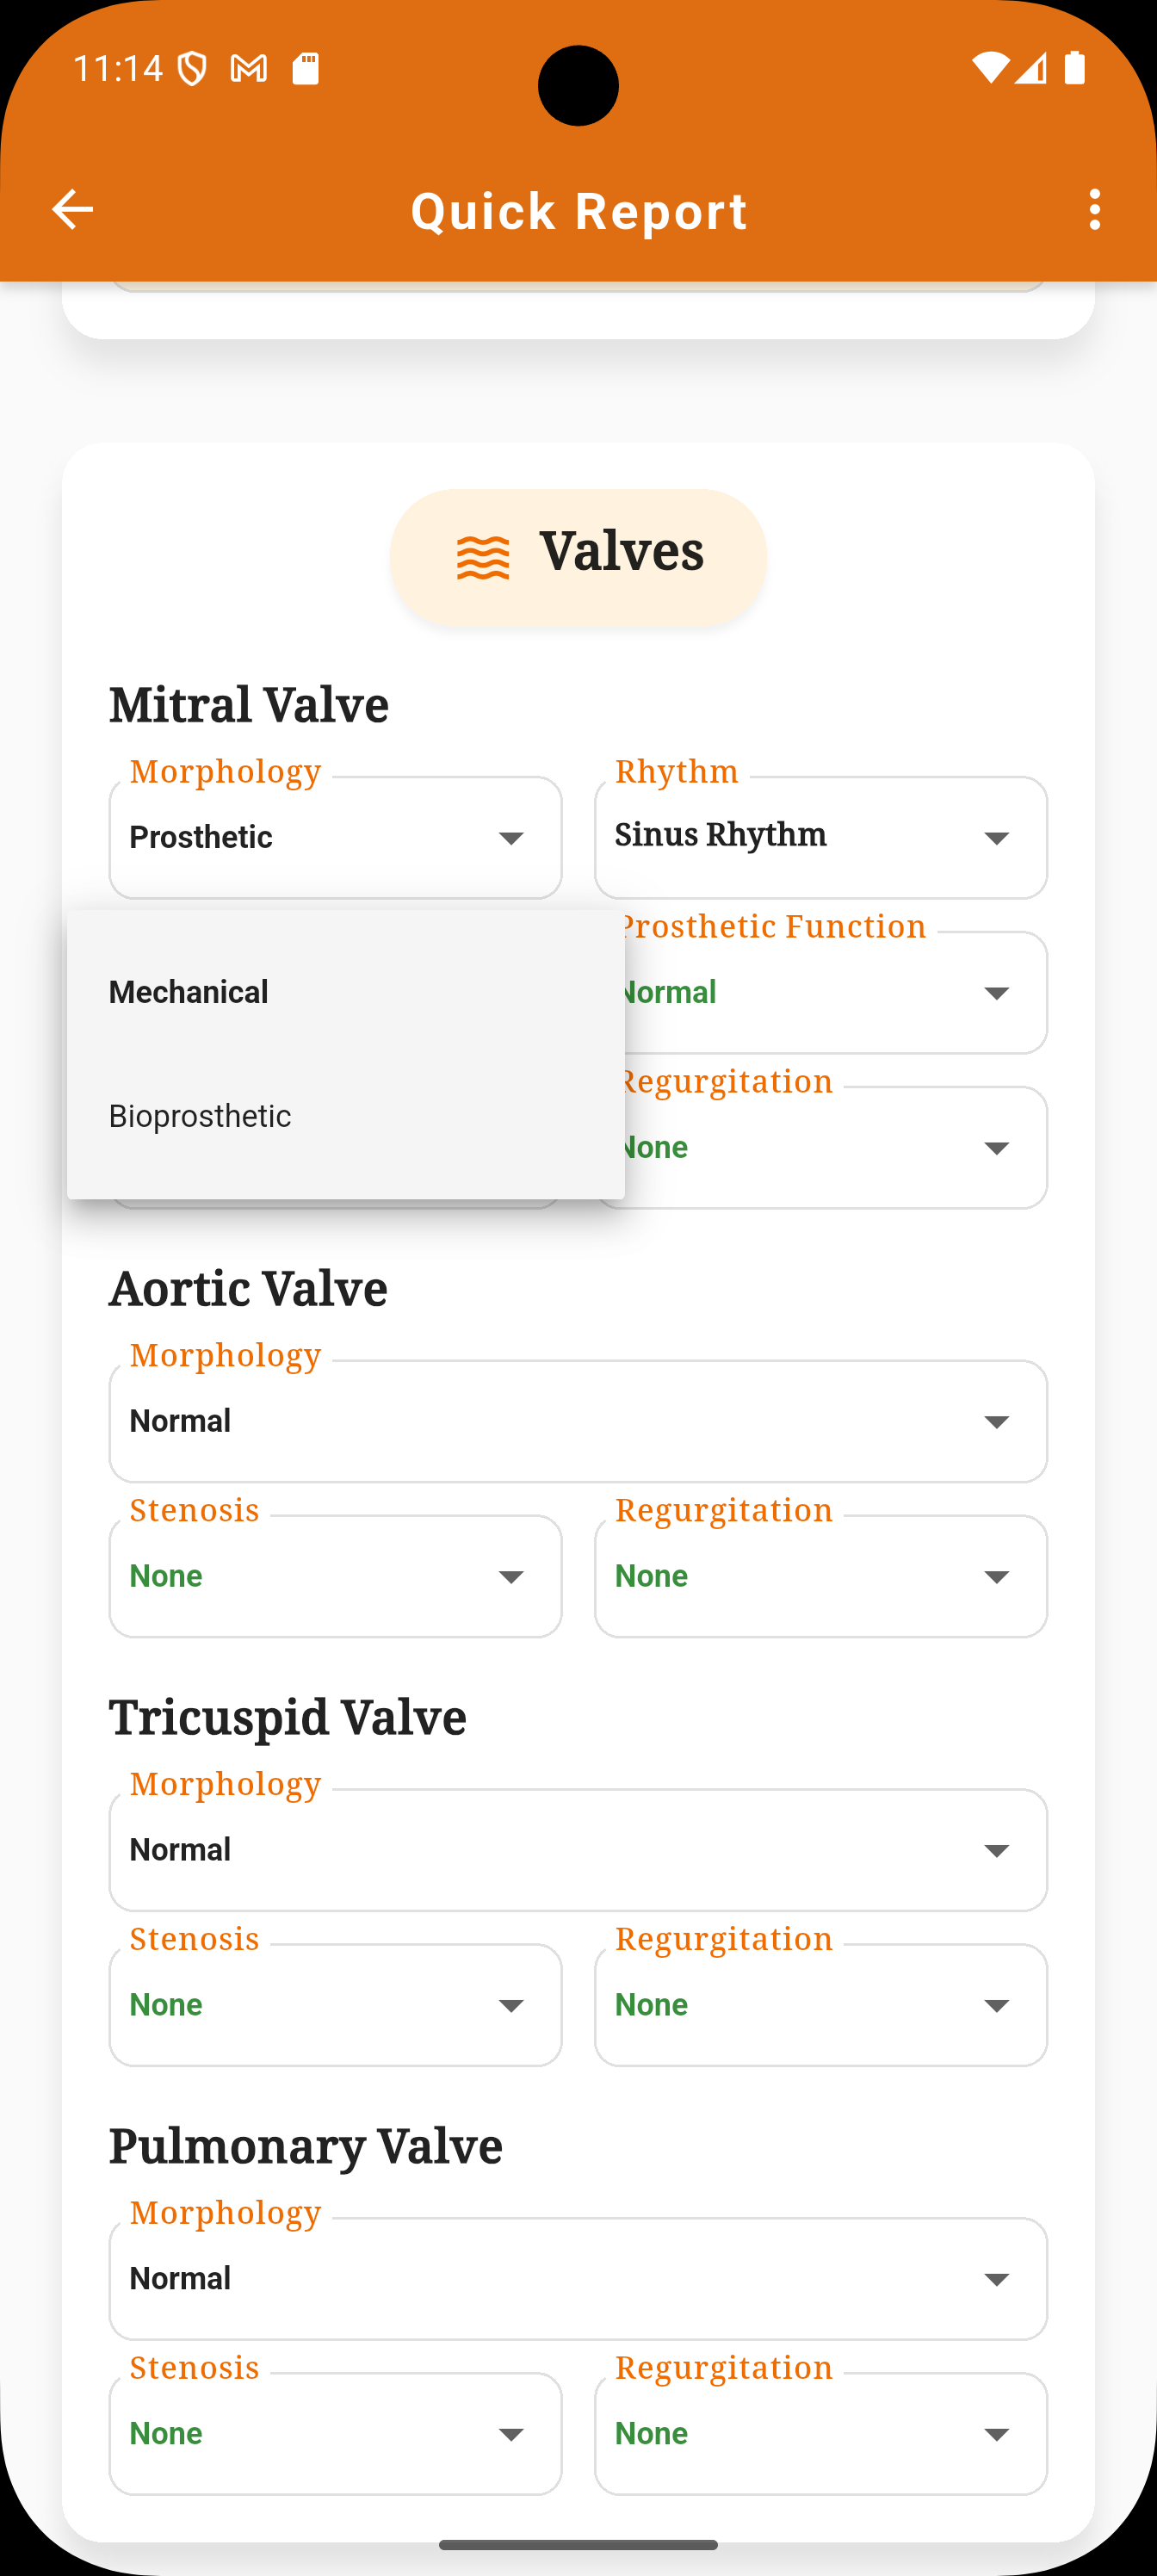 11:14
Quick Report
Valves
Mitral Valve
Morphology
Rhythm
Prosthetic
Sinus Rhythm
Prosthetic Function
Mechanical
Normal
Regurgitation
Bioprosthetic
None
Aortic Valve
Morphology
Normal
Stenosis
Regurgitation
None
None
Tricuspid Valve
Morphology
Normal
Stenosis
Regurgitation
None
None
Pulmonary Valve
Morphology
Normal
Stenosis
Regurgitation
None
None